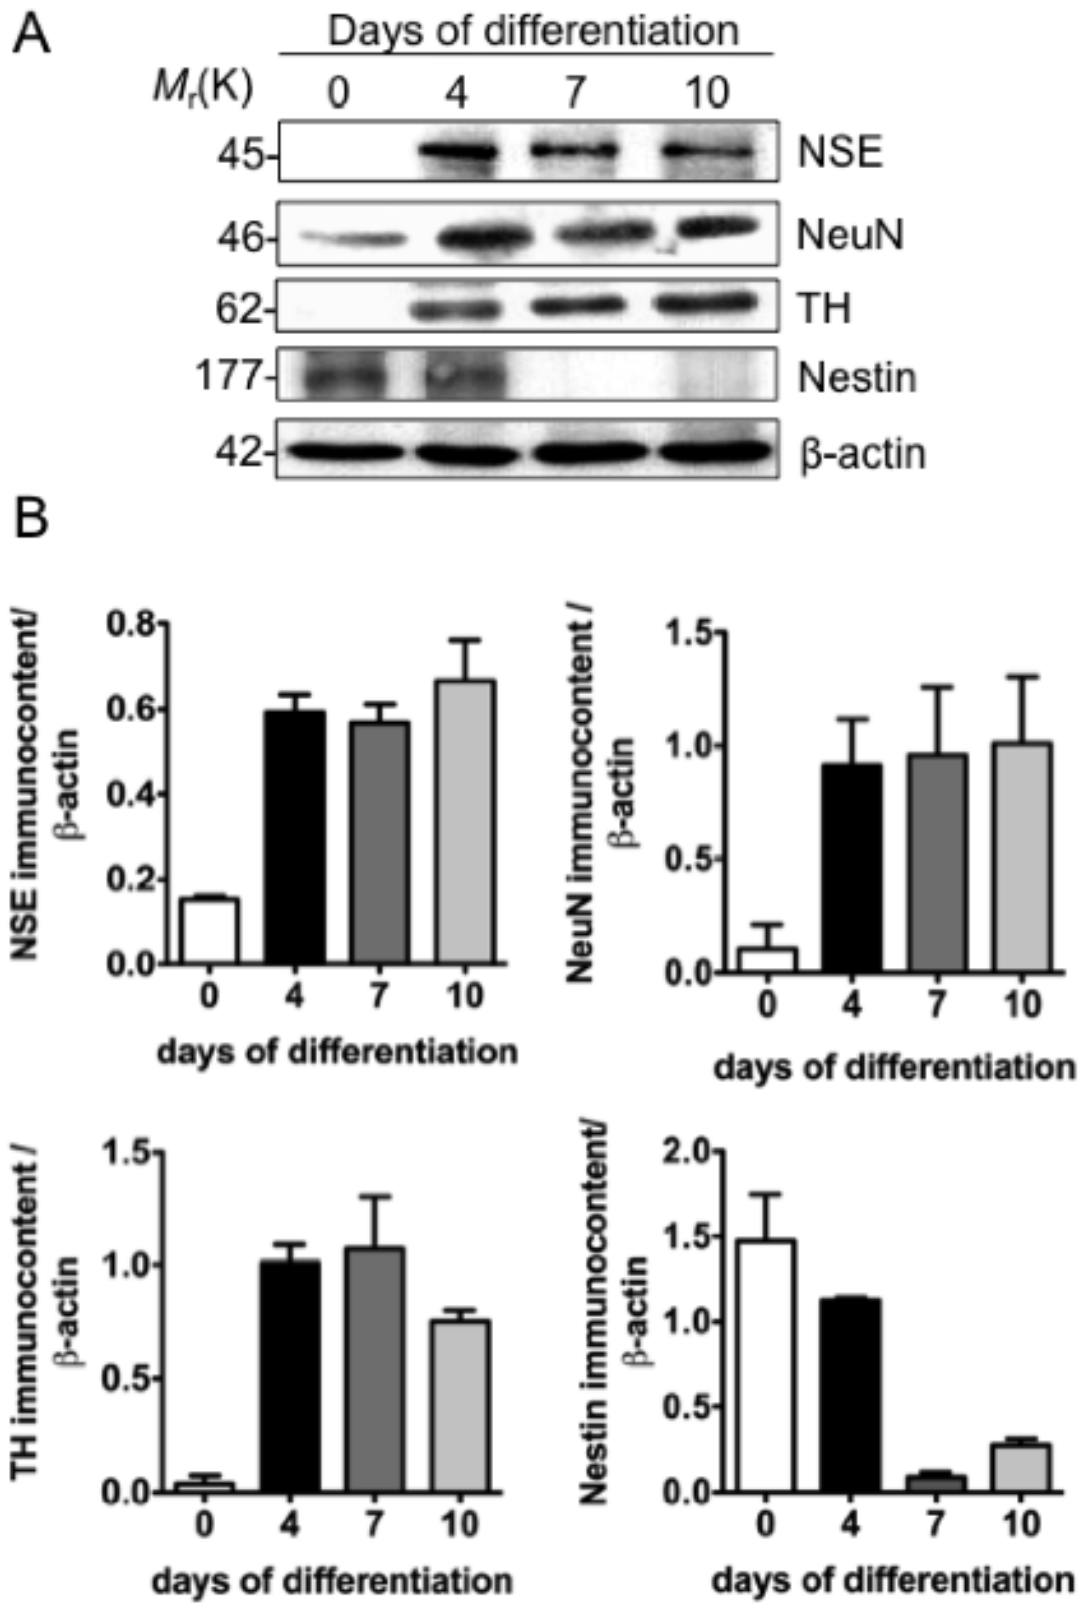 A
Days of differentiation
Mr(K) 0 4 7 10
45- NSE
46- NeuN
62- TH
177- Nestin
42- β-actin
B
NSE immunocontent/
β-actin
0.8
0.6
0.4
0.2
0.0
0 4 7 10
days of differentiation
NeuN immunocontent /
β-actin
1.5
1.0
0.5
0.0
0 4 7 10
days of differentiation
TH immunocontent /
β-actin
1.5
1.0
0.5
0.0
0 4 7 10
days of differentiation
Nestin immunocontent/
β-actin
2.0
1.5
1.0
0.5
0.0
0 4 7 10
days of differentiation